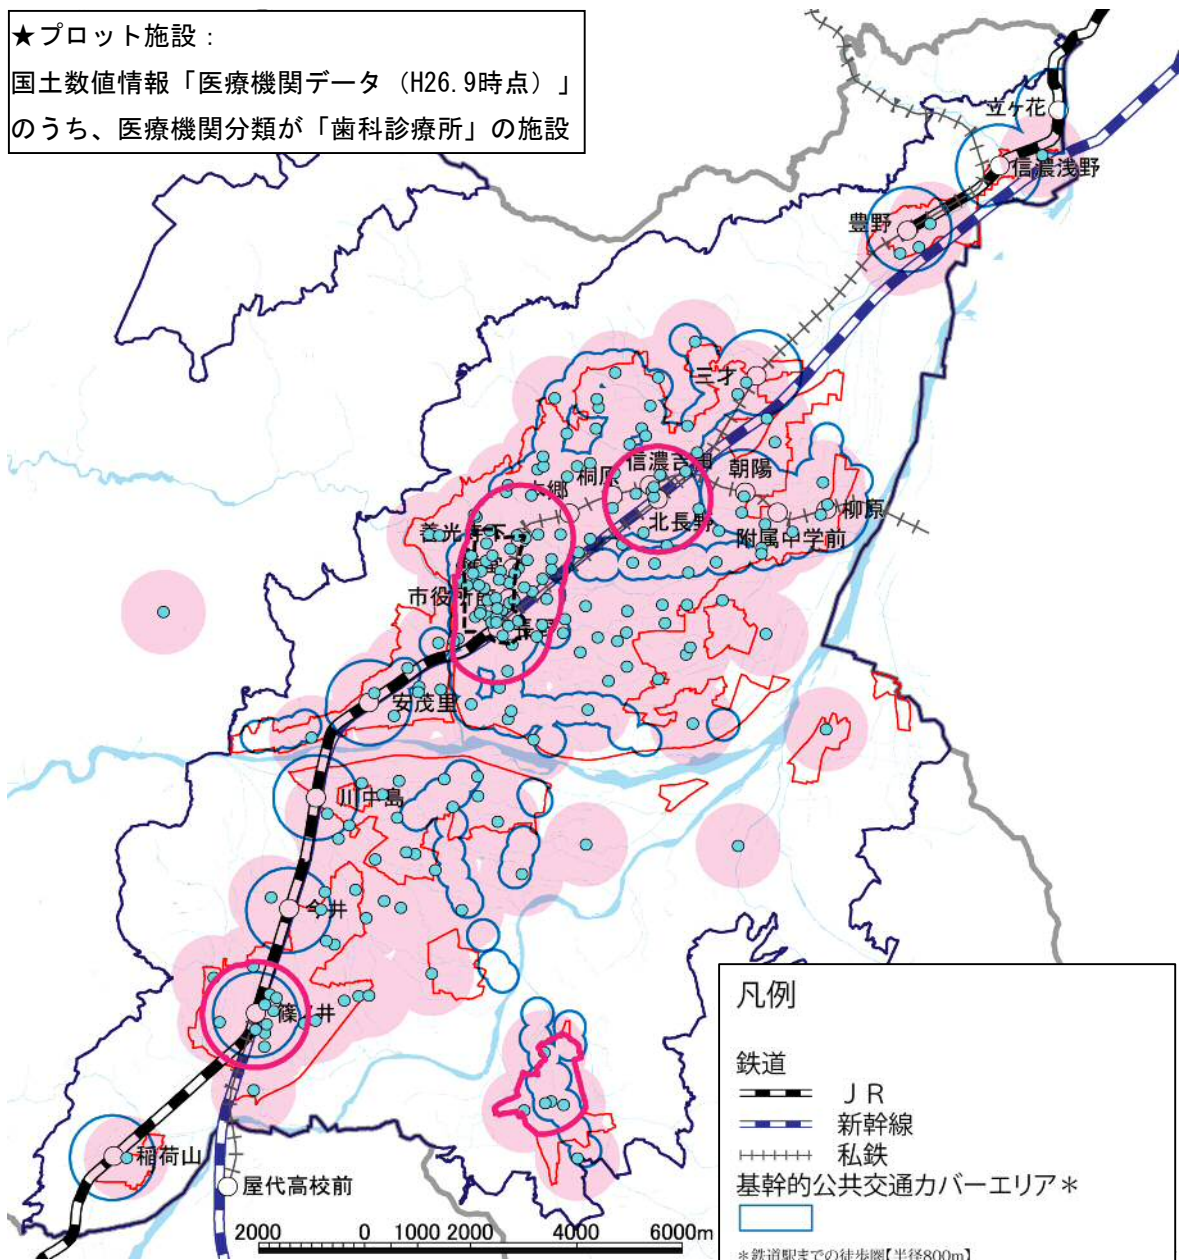 ★プロット施設：
国土数値情報「医療機関データ（H26.9時点）」
のうち、医療機関分類が「歯科診療所」の施設
立ヶ花
信濃浅野
豊野
三才
信濃吉田
朝陽
桐原
本郷
柳原
北長野
附属中学前
善光寺下
市役所前
長野
安茂里
川中島
今井
篠ノ井
稲荷山
屋代高校前
2000 0 1000 2000 4000 6000m
凡例
鉄道
ＪＲ
新幹線
私鉄
基幹的公共交通カバーエリア＊
＊鉄道駅までの徒歩圏【半径800m】